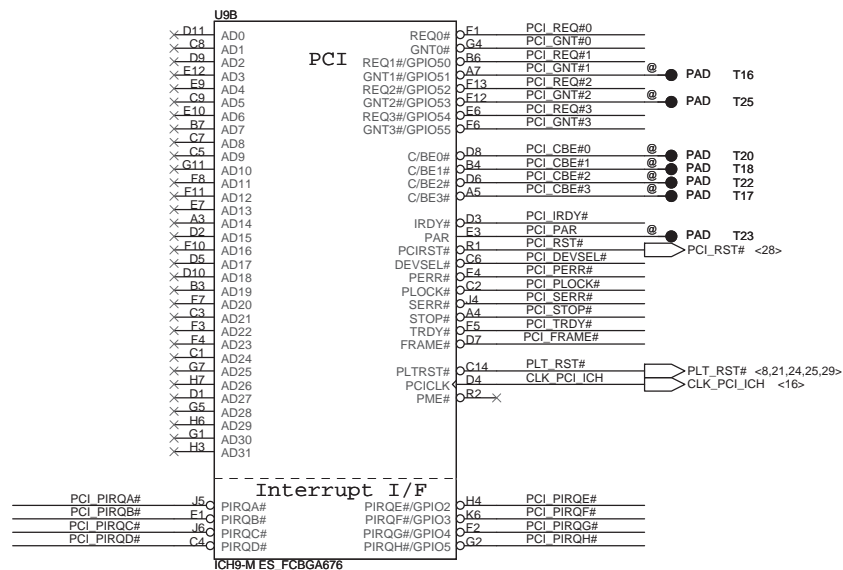 U9B
PCI
D11 AD0
C8 AD1
D9 AD2
E12 AD3
E9 AD4
C9 AD5
E10 AD6
B7 AD7
C7 AD8
C5 AD9
G11 AD10
F8 AD11
F11 AD12
E7 AD13
A3 AD14
D2 AD15
F10 AD16
D5 AD17
D10 AD18
B3 AD19
F7 AD20
C3 AD21
F3 AD22
F4 AD23
C1 AD24
G7 AD25
H7 AD26
D1 AD27
G5 AD28
H6 AD29
G1 AD30
H3 AD31
REQ0# F1 PCI_REQ#0
GNT0# G4 PCI_GNT#0
REQ1#/GPIO50 B6 PCI_REQ#1
GNT1#/GPIO51 A7 PCI_GNT#1 @ PAD T16
REQ2#/GPIO52 F13 PCI_REQ#2
GNT2#/GPIO53 F12 PCI_GNT#2 @ PAD T25
REQ3#/GPIO54 E6 PCI_REQ#3
GNT3#/GPIO55 F6 PCI_GNT#3
C/BE0# D8 PCI_CBE#0 @ PAD T20
C/BE1# B4 PCI_CBE#1 @ PAD T18
C/BE2# D6 PCI_CBE#2 @ PAD T22
C/BE3# A5 PCI_CBE#3 @ PAD T17
IRDY# D3 PCI_IRDY#
PAR E3 PCI_PAR @ PAD T23
PCIRST# R1 PCI_RST# PCI_RST# <28>
DEVSEL# C6 PCI_DEVSEL#
PERR# E4 PCI_PERR#
PLOCK# C2 PCI_PLOCK#
SERR# J4 PCI_SERR#
STOP# A4 PCI_STOP#
TRDY# F5 PCI_TRDY#
FRAME# D7 PCI_FRAME#
PLTRST# C14 PLT_RST# PLT_RST# <8,21,24,25,29>
PCICLK D4 CLK_PCI_ICH CLK_PCI_ICH <16>
PME# R2
Interrupt I/F
PCI_PIRQA# J5 PIRQA# PIRQE#/GPIO2 H4 PCI_PIRQE#
PCI_PIRQB# E1 PIRQB# PIRQF#/GPIO3 K6 PCI_PIRQF#
PCI_PIRQC# J6 PIRQC# PIRQG#/GPIO4 F2 PCI_PIRQG#
PCI_PIRQD# C4 PIRQD# PIRQH#/GPIO5 G2 PCI_PIRQH#
ICH9-M ES_FCBGA676